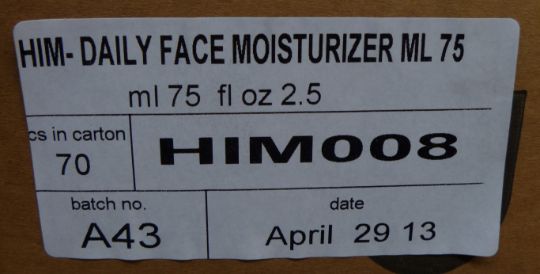 HIM- DAILY FACE MOISTURIZER ML 75
ml 75 fl oz 2.5
cs in carton
70
HIM008
batch no.
A43
date
April 29 13